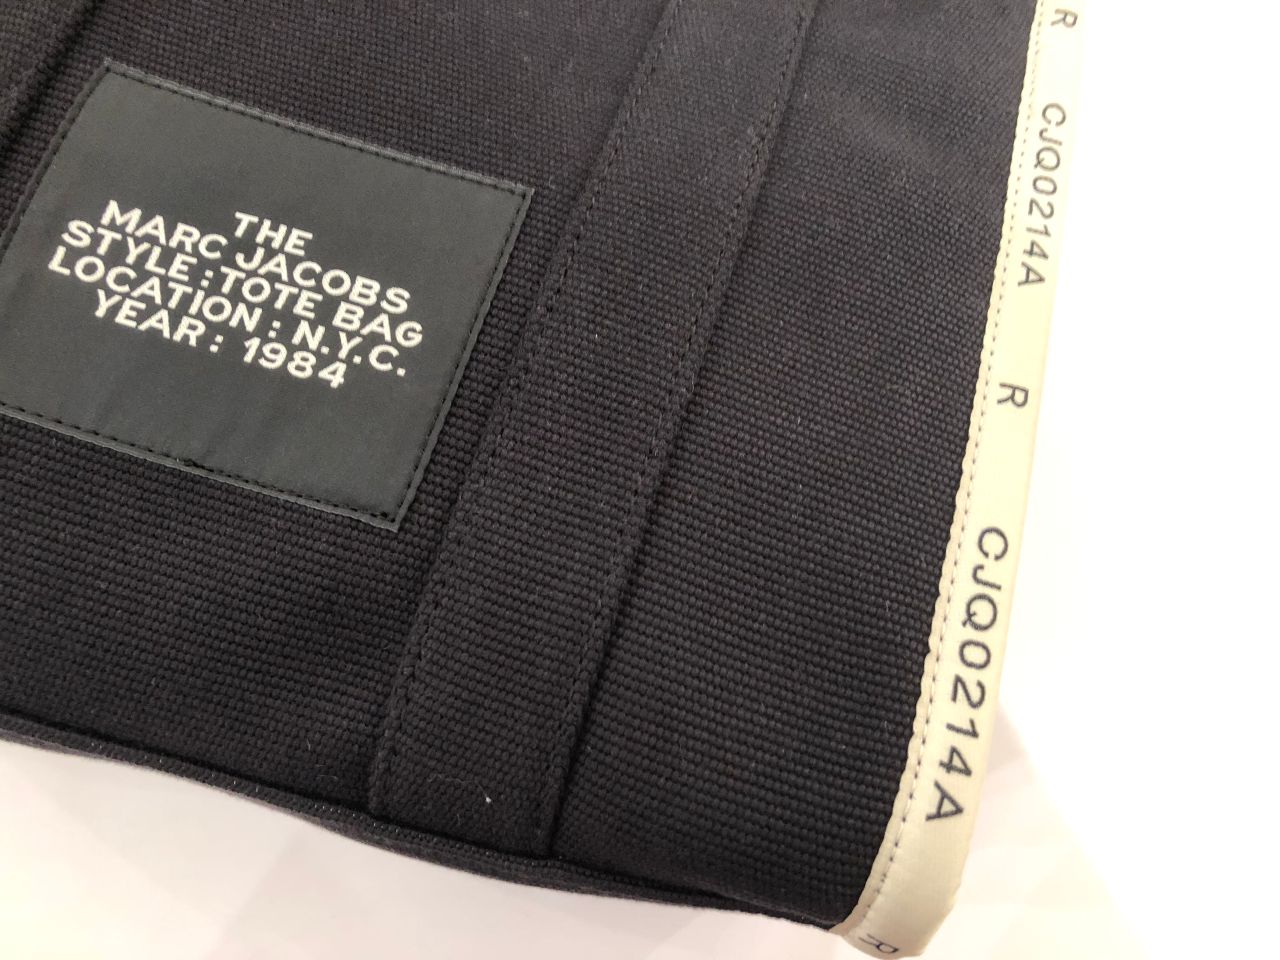 THE
MARC JACOBS
STYLE : TOTE BAG
LOCATION : N.Y.C.
YEAR : 1984
R
CJQ0214A
R
CJQ0214A
R